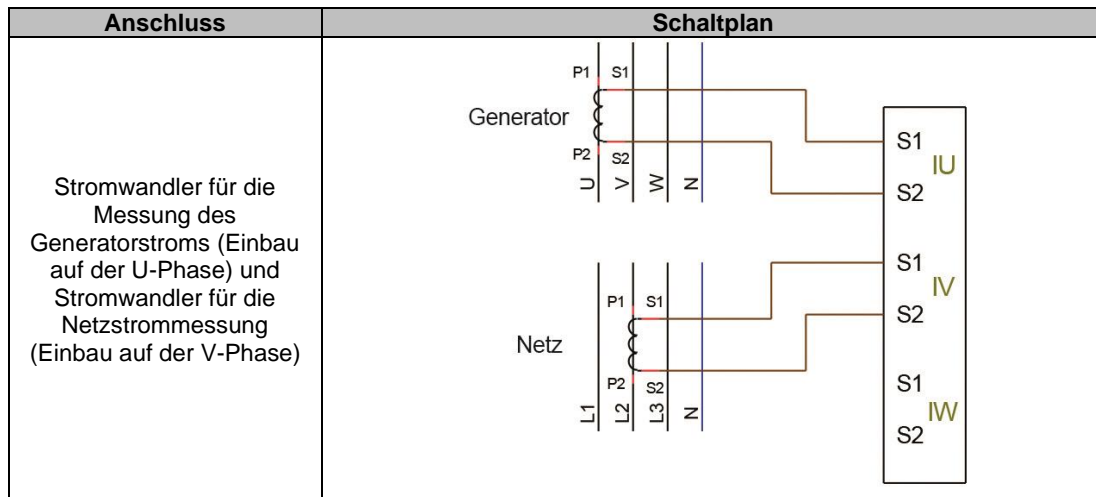 Anschluss
Schaltplan
Stromwandler für die
Messung des
Generatorstroms (Einbau
auf der U-Phase) und
Stromwandler für die
Netzstrommessung
(Einbau auf der V-Phase)
P1 S1
Generator
P2 S2
U V W N
S1
IU
S2
S1
IV
S2
S1
IW
S2
P1 S1
Netz
P2 S2
L1 L2 L3 N